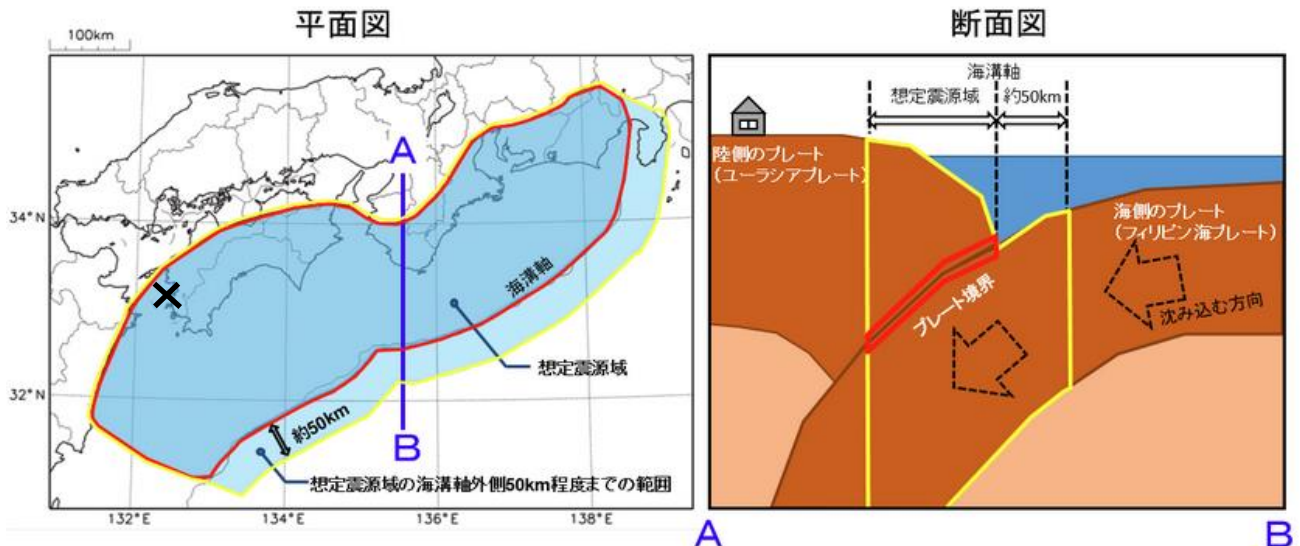 平面図
100km
A
34°N
海溝軸
想定震源域
32°N
約50km
B
想定震源域の海溝軸外側50km程度までの範囲
132°E
134°E
136°E
138°E
断面図
海溝軸
想定震源域
約50km
陸側のプレート
(ユーラシアプレート)
海側のプレート
(フィリピン海プレート)
プレート境界
沈み込む方向
A
B